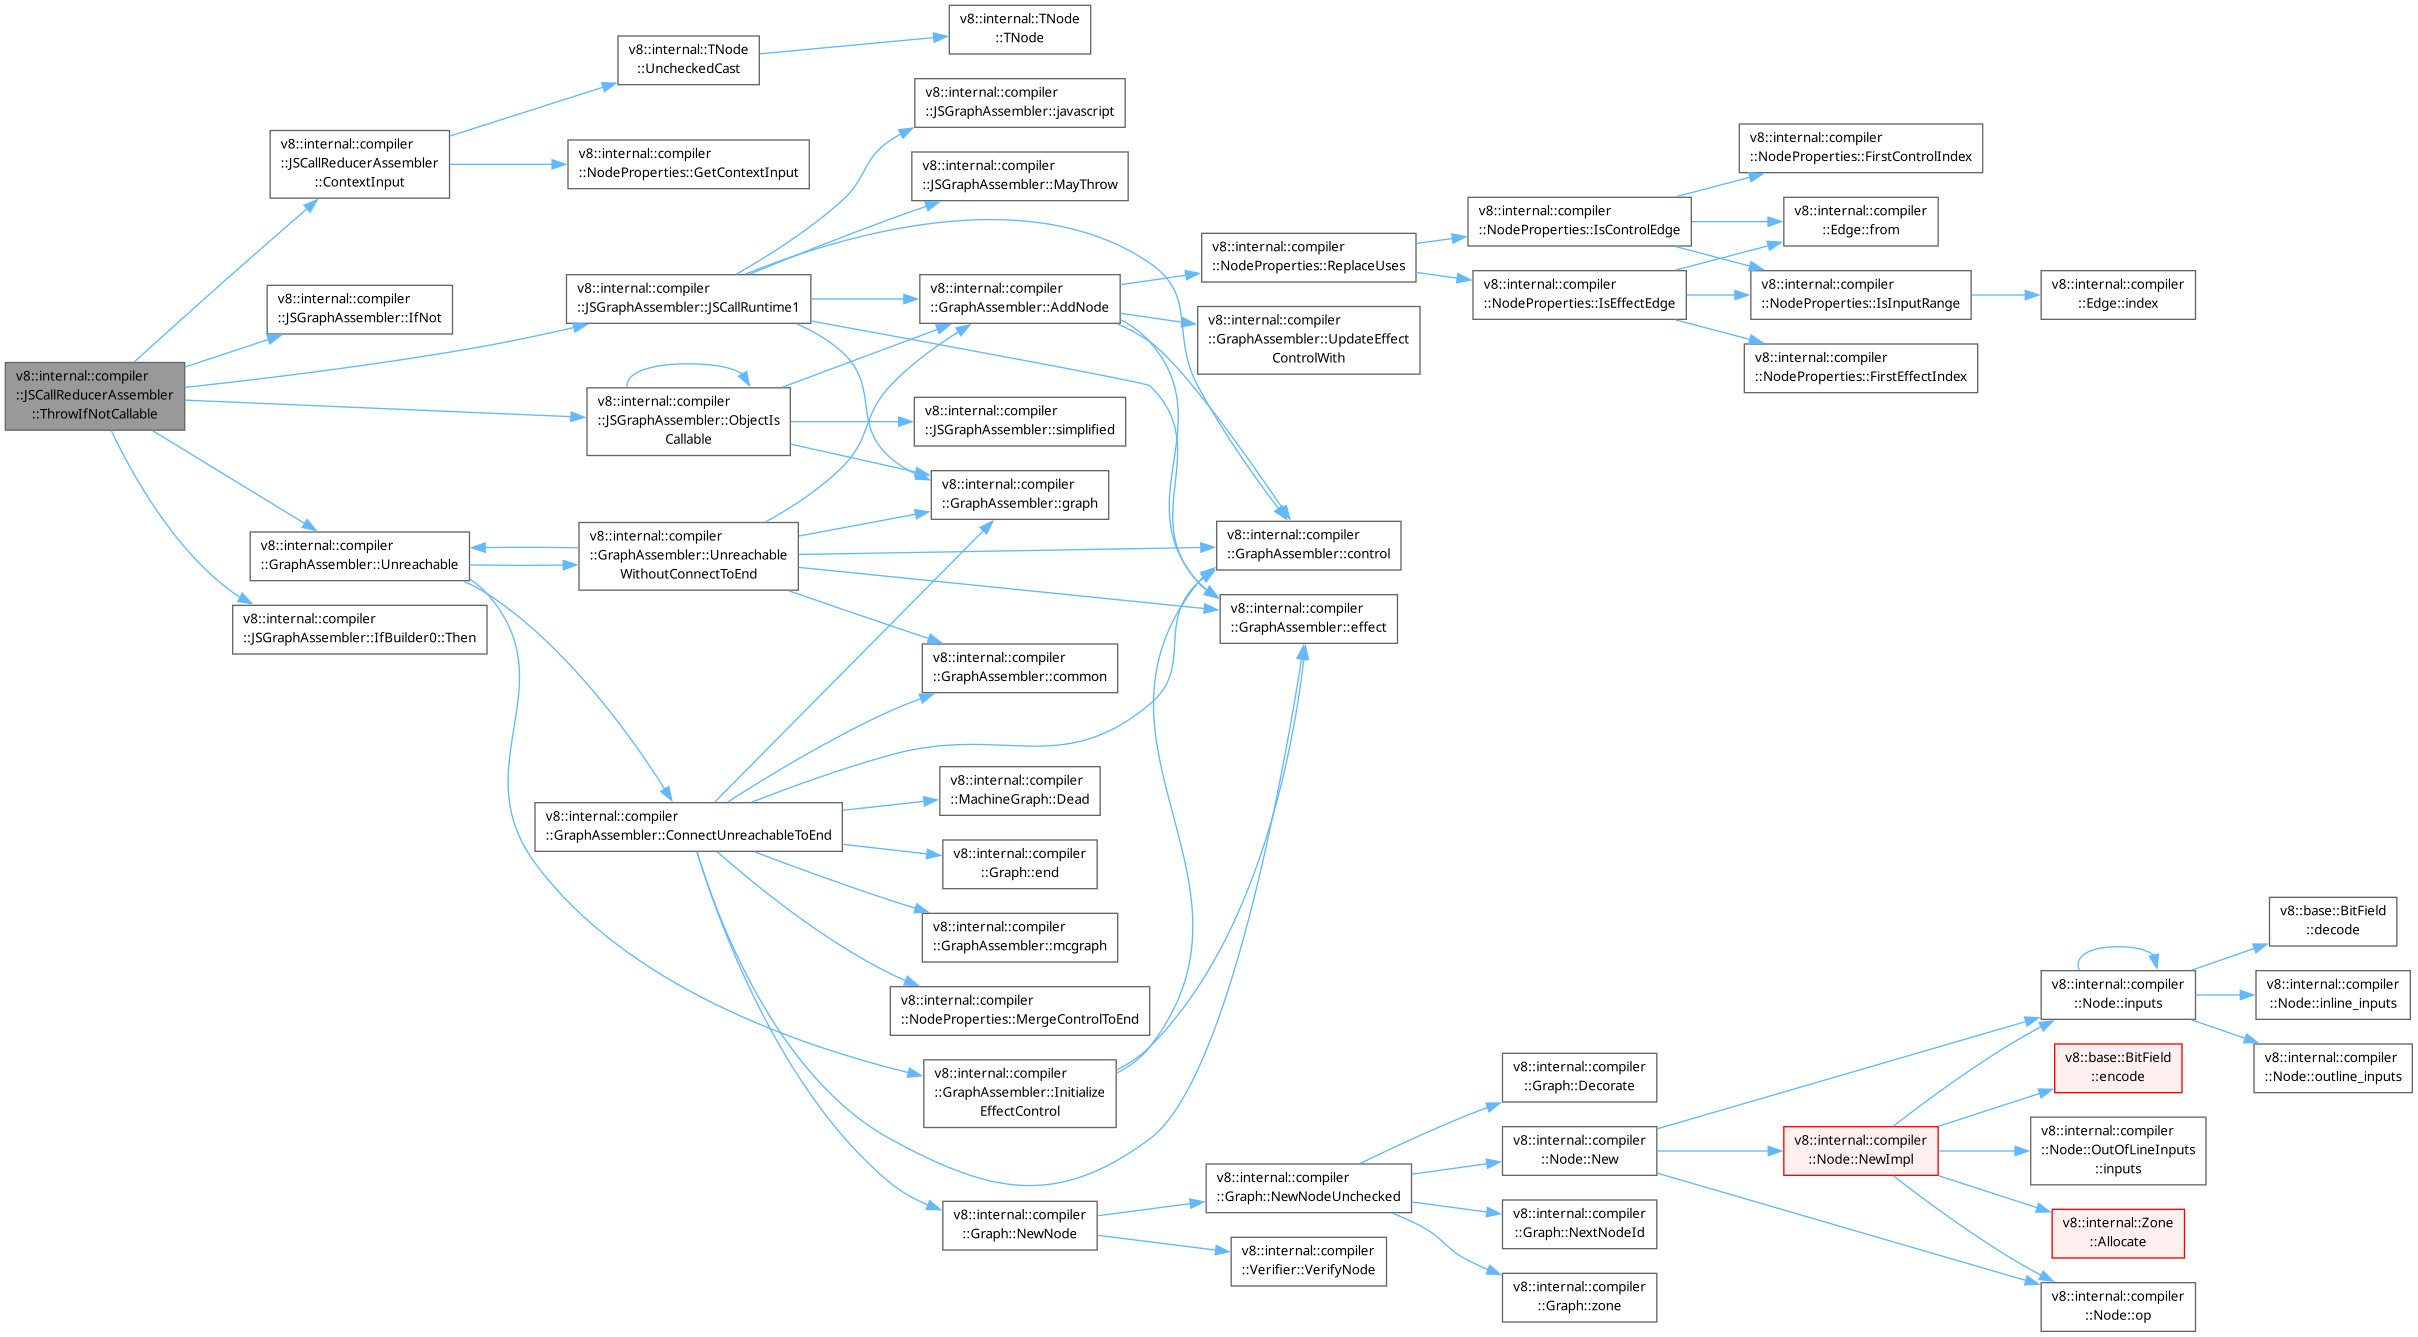 v8::internal::compiler
::JSCallReducerAssembler
::ThrowIfNotCallable
v8::internal::compiler
::JSCallReducerAssembler
::ContextInput
v8::internal::TNode
::UncheckedCast
v8::internal::TNode
::TNode
v8::internal::compiler
::NodeProperties::GetContextInput
v8::internal::compiler
::JSGraphAssembler::IfNot
v8::internal::compiler
::JSGraphAssembler::JSCallRuntime1
v8::internal::compiler
::JSGraphAssembler::javascript
v8::internal::compiler
::JSGraphAssembler::MayThrow
v8::internal::compiler
::GraphAssembler::AddNode
v8::internal::compiler
::NodeProperties::ReplaceUses
v8::internal::compiler
::NodeProperties::IsControlEdge
v8::internal::compiler
::NodeProperties::FirstControlIndex
v8::internal::compiler
::Edge::from
v8::internal::compiler
::NodeProperties::IsInputRange
v8::internal::compiler
::Edge::index
v8::internal::compiler
::NodeProperties::IsEffectEdge
v8::internal::compiler
::NodeProperties::FirstEffectIndex
v8::internal::compiler
::GraphAssembler::UpdateEffect
ControlWith
v8::internal::compiler
::JSGraphAssembler::ObjectIs
Callable
v8::internal::compiler
::JSGraphAssembler::simplified
v8::internal::compiler
::GraphAssembler::graph
v8::internal::compiler
::GraphAssembler::control
v8::internal::compiler
::GraphAssembler::effect
v8::internal::compiler
::GraphAssembler::Unreachable
v8::internal::compiler
::GraphAssembler::Unreachable
WithoutConnectToEnd
v8::internal::compiler
::JSGraphAssembler::IfBuilder0::Then
v8::internal::compiler
::GraphAssembler::common
v8::internal::compiler
::GraphAssembler::ConnectUnreachableToEnd
v8::internal::compiler
::MachineGraph::Dead
v8::internal::compiler
::Graph::end
v8::internal::compiler
::GraphAssembler::mcgraph
v8::internal::compiler
::NodeProperties::MergeControlToEnd
v8::internal::compiler
::GraphAssembler::Initialize
EffectControl
v8::internal::compiler
::Graph::NewNode
v8::internal::compiler
::Graph::NewNodeUnchecked
v8::internal::compiler
::Verifier::VerifyNode
v8::internal::compiler
::Graph::Decorate
v8::internal::compiler
::Node::New
v8::internal::compiler
::Graph::NextNodeId
v8::internal::compiler
::Graph::zone
v8::internal::compiler
::Node::NewImpl
v8::internal::compiler
::Node::inputs
v8::base::BitField
::decode
v8::internal::compiler
::Node::inline_inputs
v8::internal::compiler
::Node::outline_inputs
v8::base::BitField
::encode
v8::internal::compiler
::Node::OutOfLineInputs
::inputs
v8::internal::Zone
::Allocate
v8::internal::compiler
::Node::op